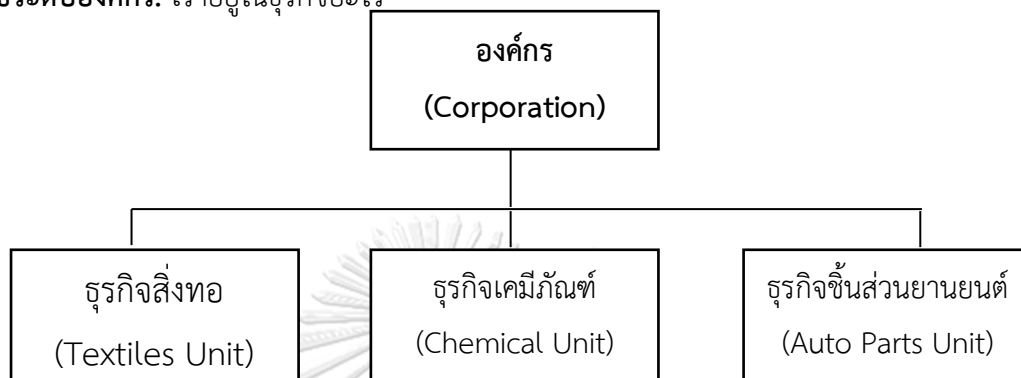 องค์กร
(Corporation)
ธุรกิจสิ่งทอ
(Textiles Unit)
ธุรกิจเคมีภัณฑ์
(Chemical Unit)
ธุรกิจชิ้นส่วนยานยนต์
(Auto Parts Unit)